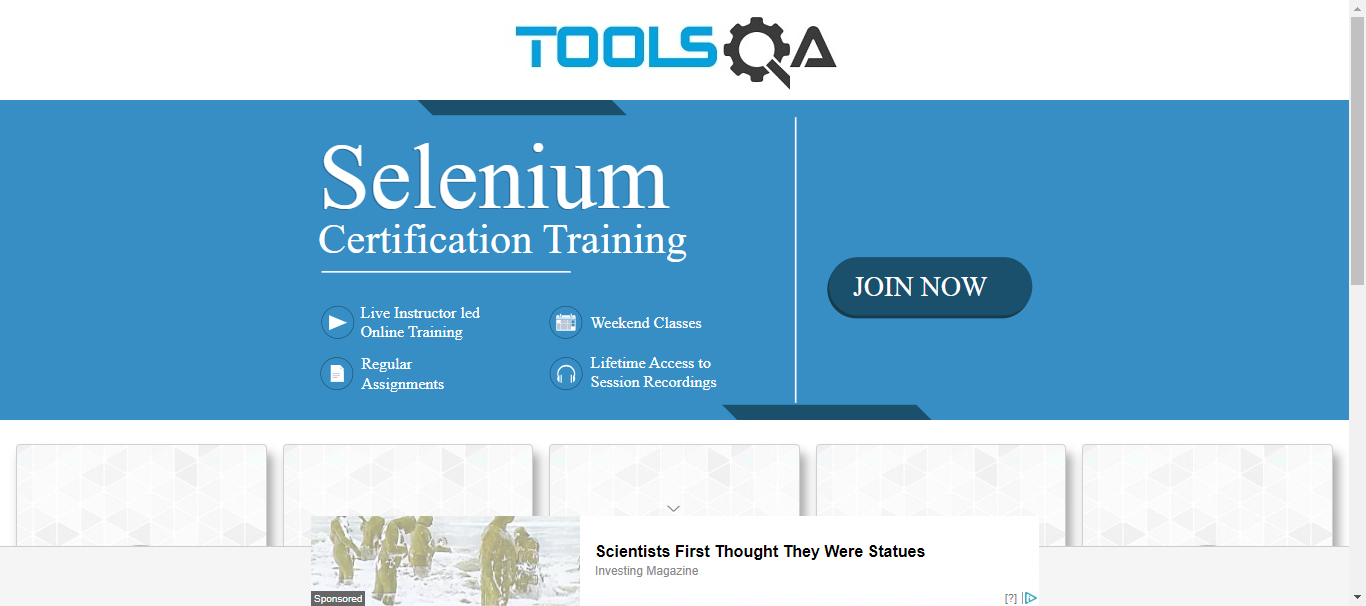 TOOLSQA
Selenium
Certification Training
Live Instructor led
Online Training
Weekend Classes
Regular
Assignments
Lifetime Access to
Session Recordings
JOIN NOW
Scientists First Thought They Were Statues
Investing Magazine
Sponsored
[?]